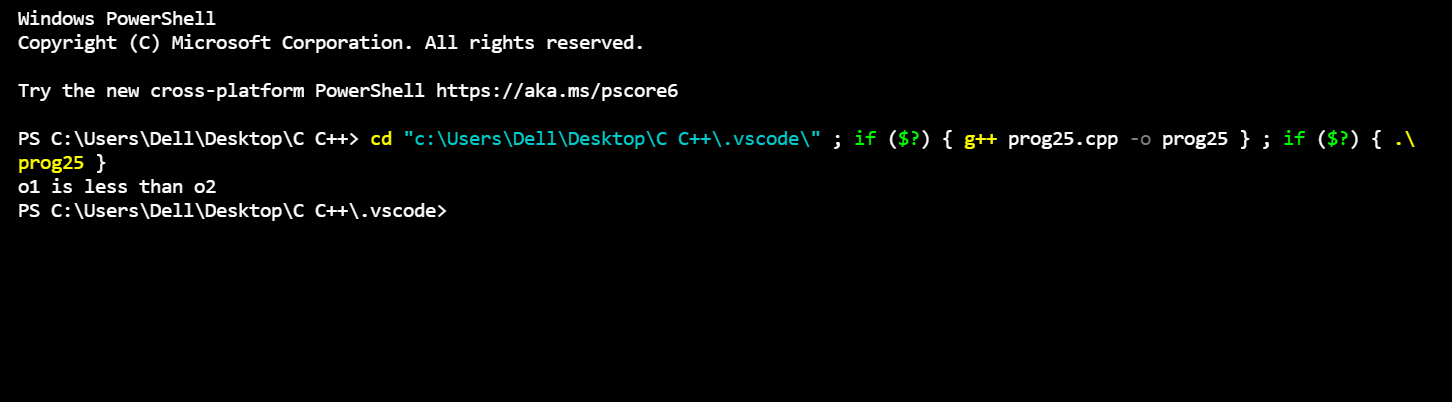 Windows PowerShell
Copyright (C) Microsoft Corporation. All rights reserved.
Try the new cross-platform PowerShell https://aka.ms/pscore6
PS C:\Users\Dell\Desktop\C C++> cd "c:\Users\Dell\Desktop\C C++\.vscode\" ; if ($?) { g++ prog25.cpp -o prog25 } ; if ($?) { .\
prog25 }
o1 is less than o2
PS C:\Users\Dell\Desktop\C C++\.vscode>